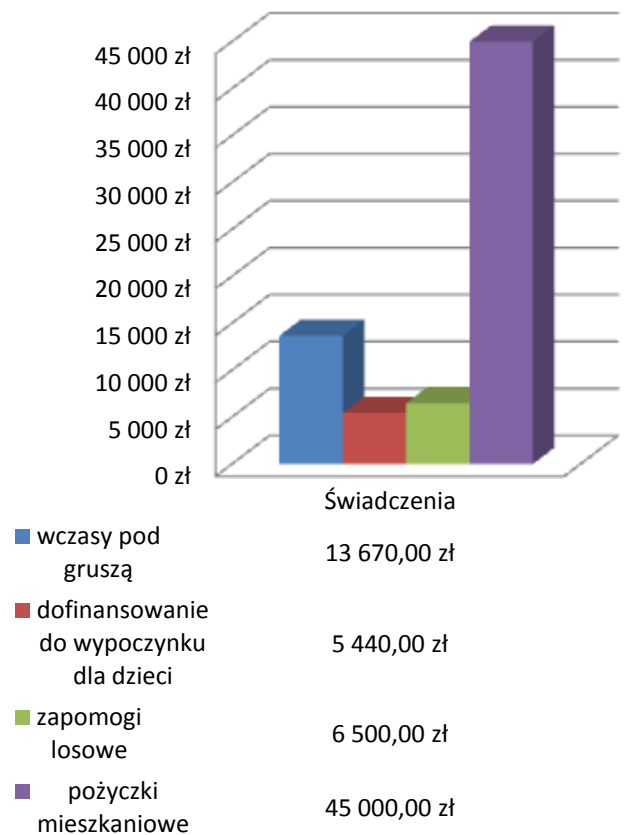 45 000 zł
40 000 zł
35 000 zł
30 000 zł
25 000 zł
20 000 zł
15 000 zł
10 000 zł
5 000 zł
0 zł
Świadczenia
wczasy pod
gruszą
13 670,00 zł
dofinansowanie
do wypoczynku
dla dzieci
5 440,00 zł
zapomogi
losowe
6 500,00 zł
pożyczki
mieszkaniowe
45 000,00 zł